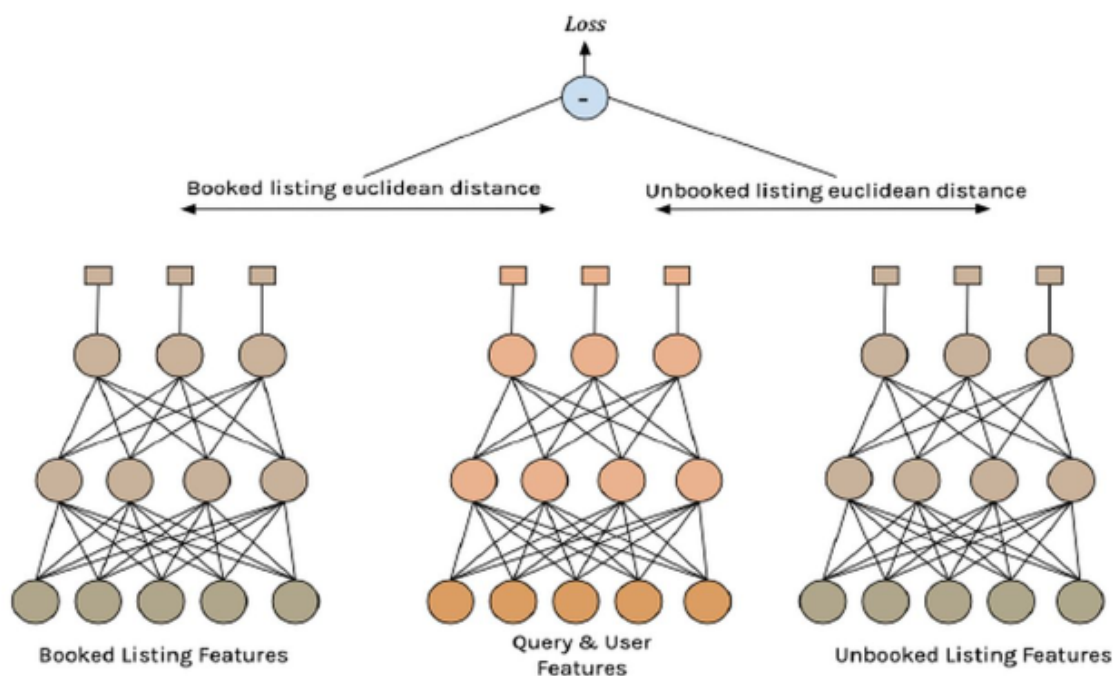 Loss
-
Booked listing euclidean distance
Unbooked listing euclidean distance
Booked Listing Features
Query & User
Features
Unbooked Listing Features